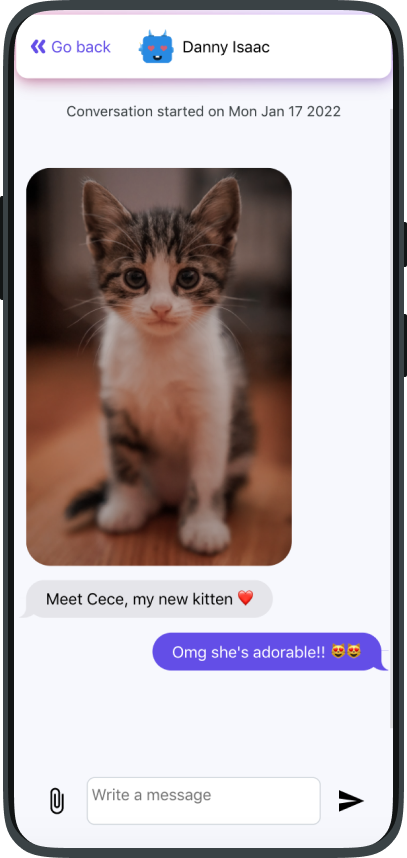 Go back
Danny Isaac
Conversation started on Mon Jan 17 2022
Meet Cece, my new kitten ❤️
Omg she's adorable!! 😻😻
Write a message